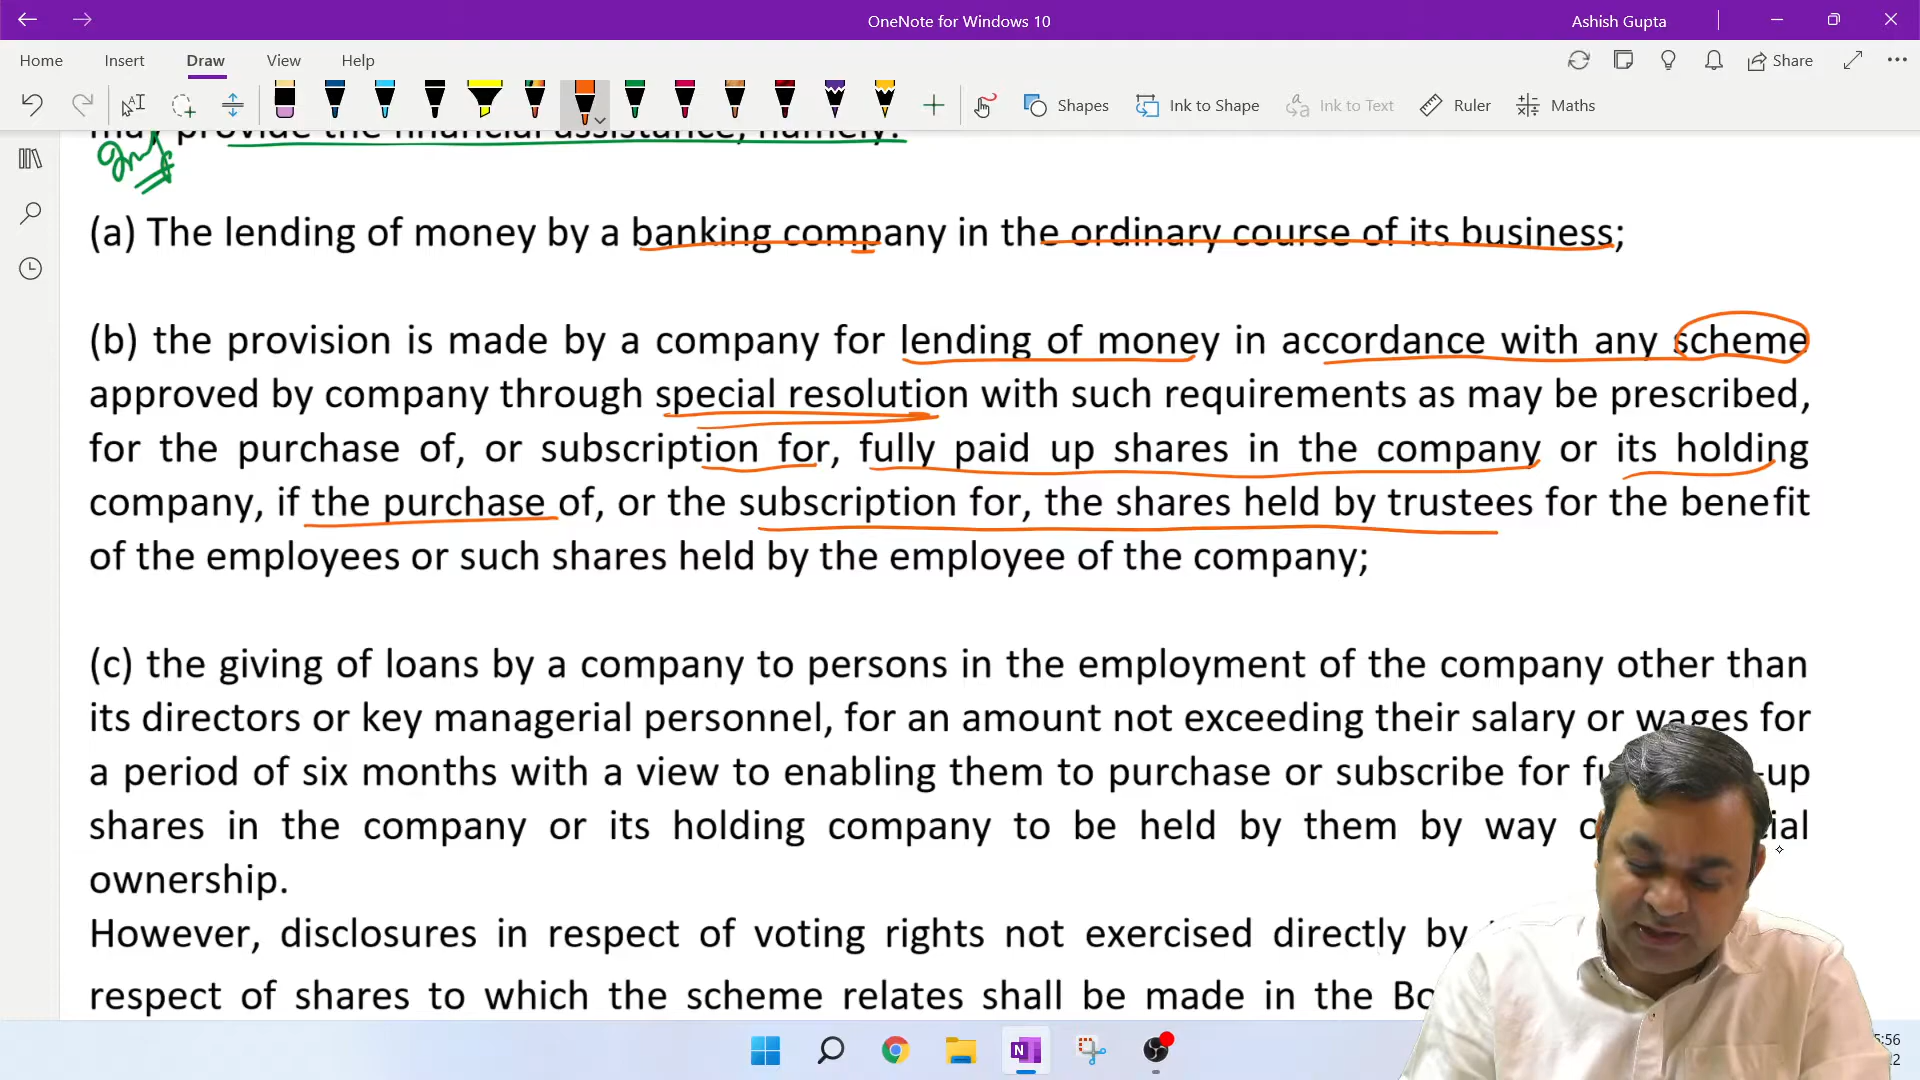 OneNote for Windows 10
Ashish Gupta
Home Insert Draw View Help
Share
Shapes Ink to Shape Ink to Text Ruler Maths
may provide the financial assistance, namely:
(a) The lending of money by a banking company in the ordinary course of its business;
(b) the provision is made by a company for lending of money in accordance with any scheme
approved by company through special resolution with such requirements as may be prescribed,
for the purchase of, or subscription for, fully paid up shares in the company or its holding
company, if the purchase of, or the subscription for, the shares held by trustees for the benefit
of the employees or such shares held by the employee of the company;
(c) the giving of loans by a company to persons in the employment of the company other than
its directors or key managerial personnel, for an amount not exceeding their salary or wages for
a period of six months with a view to enabling them to purchase or subscribe for -up
shares in the company or its holding company to be held by them by way
ownership.
However, disclosures in respect of voting rights not exercised directly by
respect of shares to which the scheme relates shall be made in the